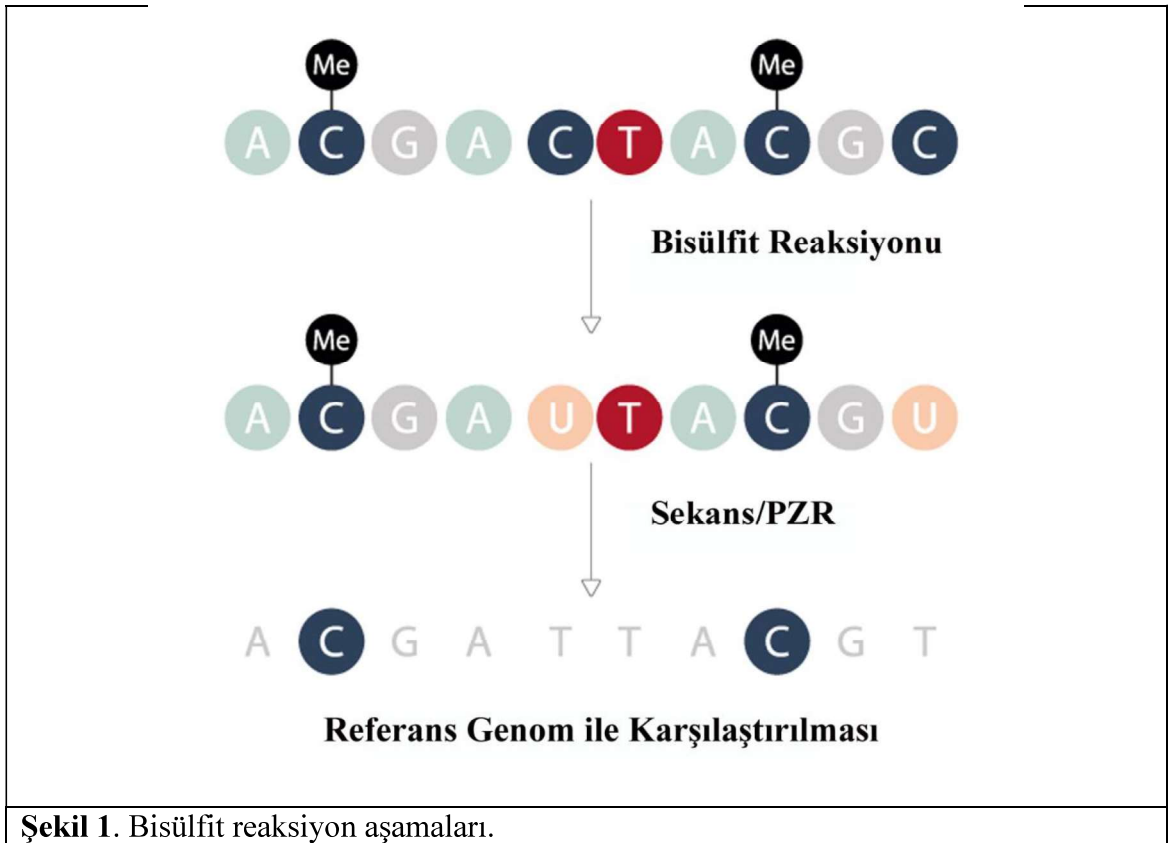 Me Me
A C G A C T A C G C
Bisülfit Reaksiyonu
Me Me
A C G A U T A C G U
Sekans/PZR
A C G A T T A C G T
Referans Genom ile Karşılaştırılması
Şekil 1. Bisülfit reaksiyon aşamaları.